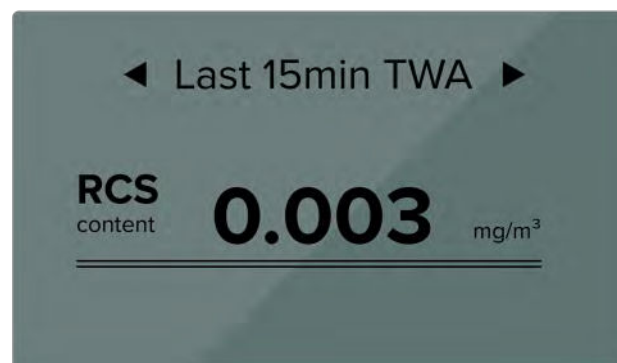 ◄ Last 15min TWA ►
RCS
content
0.003 mg/m³